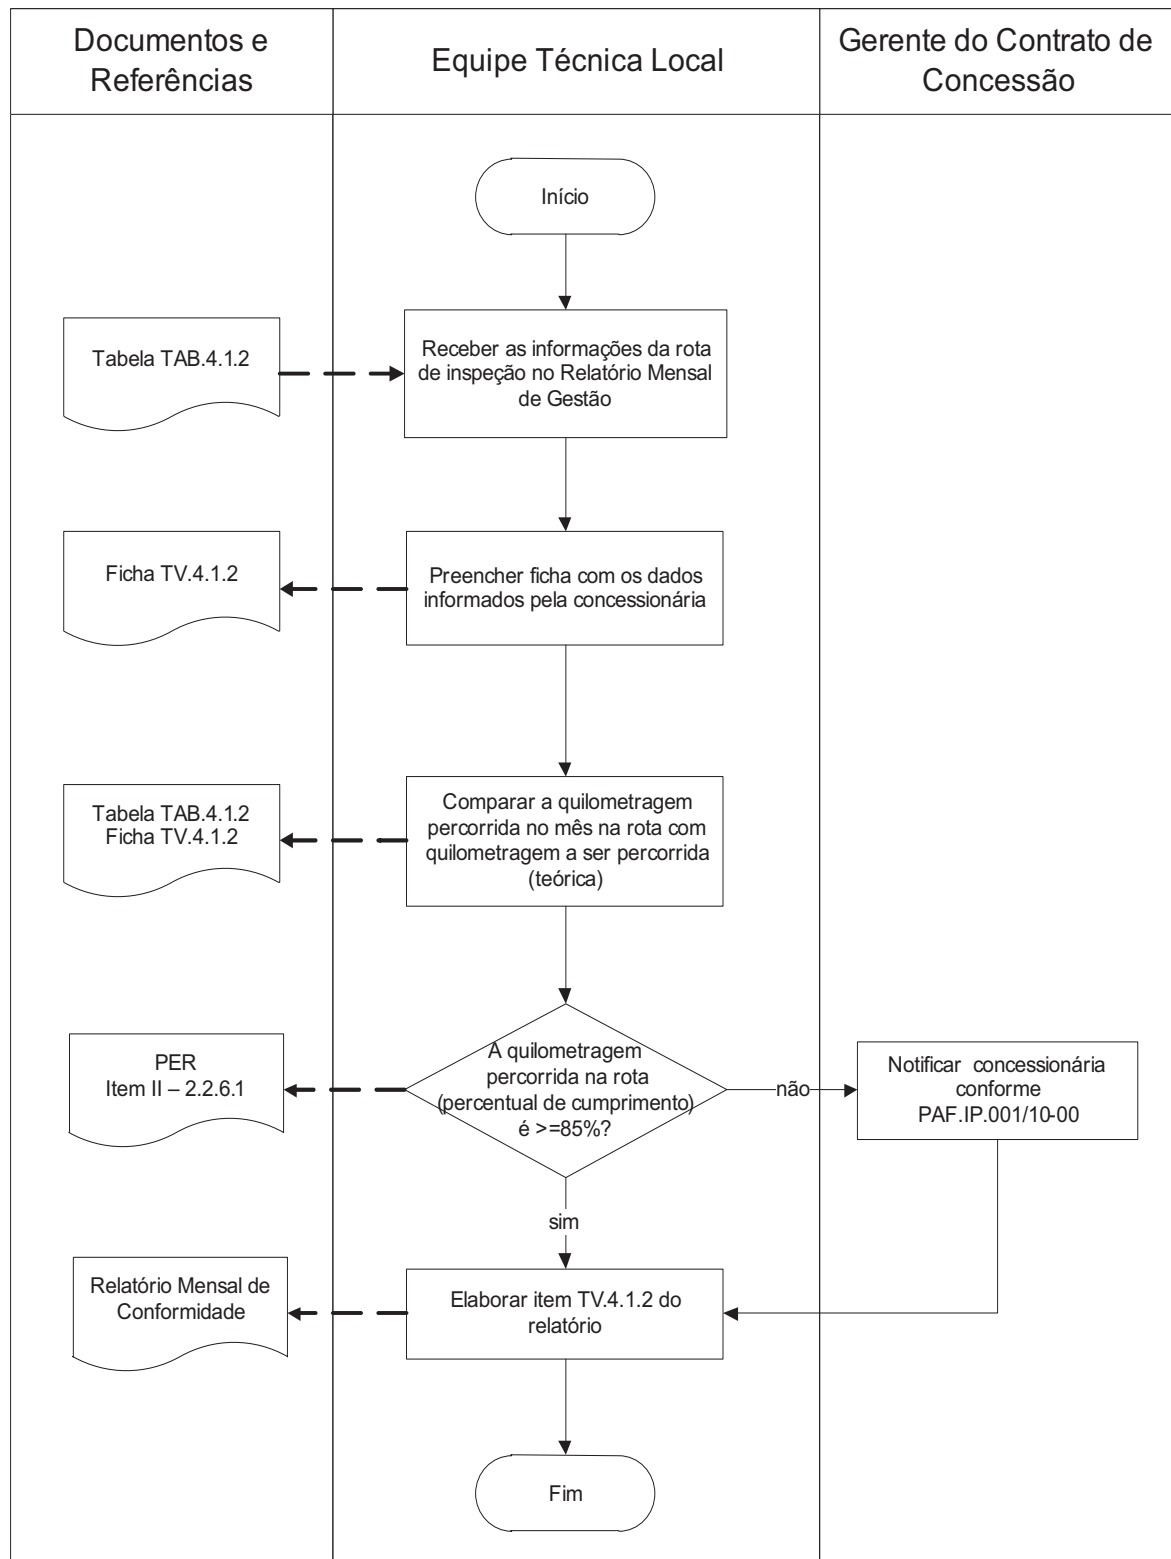 Documentos e
Referências
Equipe Técnica Local
Gerente do Contrato de
Concessão
Início
Tabela TAB.4.1.2
Receber as informações da rota
de inspeção no Relatório Mensal
de Gestão
Ficha TV.4.1.2
Preencher ficha com os dados
informados pela concessionária
Tabela TAB.4.1.2
Ficha TV.4.1.2
Comparar a quilometragem
percorrida no mês na rota com
quilometragem a ser percorrida
(teórica)
PER
Item II – 2.2.6.1
A quilometragem
percorrida na rota
(percentual de cumprimento)
é >=85%?
não
Notificar concessionária
conforme
PAF.IP.001/10-00
sim
Relatório Mensal de
Conformidade
Elaborar item TV.4.1.2 do
relatório
Fim